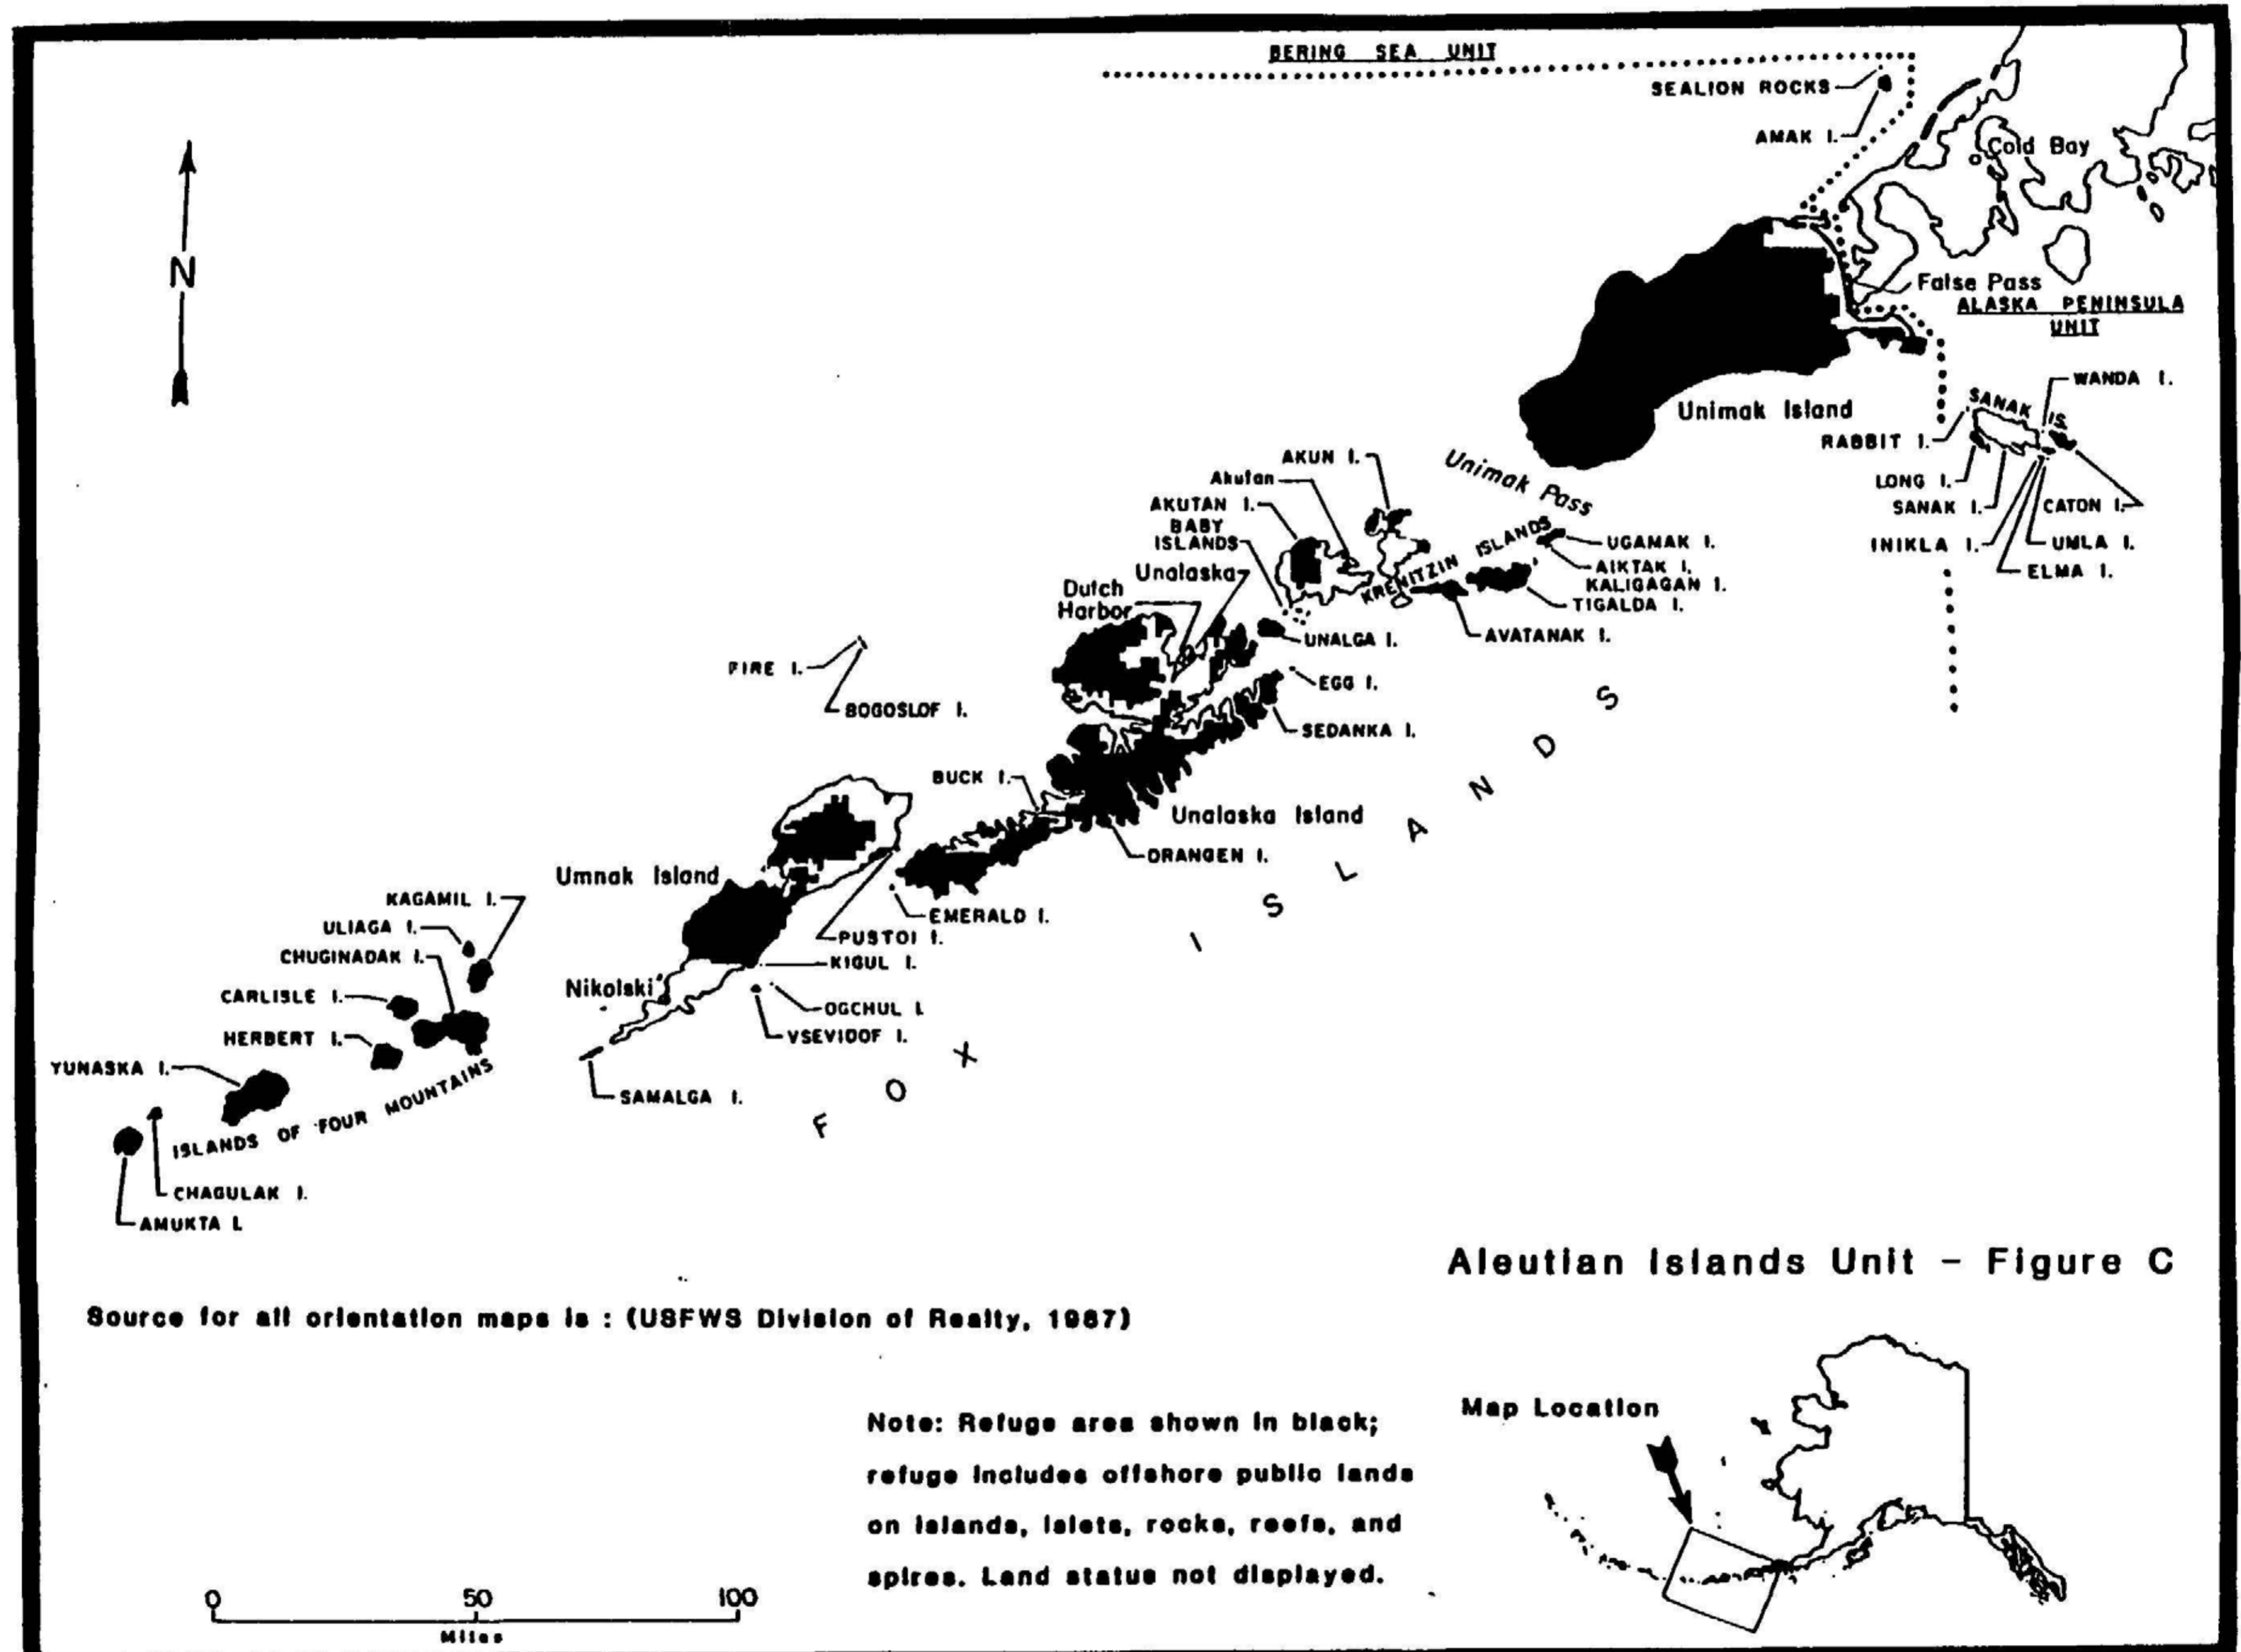 BERING SEA UNIT
SEALION ROCKS
AMAK I.
Cold Bay
N
False Pass
ALASKA PENINSULA
UNIT
WANDA I.
SANAK IS.
Unimak Island
RABBIT I.
AKUN I.
Unimak Pass
Akutan
LONG I.
AKUTAN I.
SANAK I.
CATON I.
BABY
ISLANDS
KRENITZIN ISLANDS
UGAMAK I.
INIKLA I.
UMLA I.
AIKTAK I.
ELMA I.
Unalaska
KALIGAGAN I.
Dutch
Harbor
TIGALDA I.
UNALGA I.
AVATANAK I.
FIRE I.
EGG I.
BOGOSLOF I.
SEDANKA I.
BUCK I.
Unalaska Island
ORANGEN I.
FOX ISLANDS
Umnak Island
KAGAMIL I.
EMERALD I.
ULIAGA I.
PUSTOI I.
CHUGINADAK I.
KIGUL I.
Nikolski
CARLISLE I.
OGCHUL I.
HERBERT I.
VSEVIDOF I.
YUNASKA I.
SAMALGA I.
ISLANDS OF FOUR MOUNTAINS
CHAGULAK I.
AMUKTA I.
Aleutian Islands Unit - Figure C
Source for all orientation maps is : (USFWS Division of Realty, 1987)
Map Location
Note: Refuge area shown in black;
refuge includes offshore public lands
on islands, islets, rocks, reefs, and
spires. Land status not displayed.
0 50 100
Miles